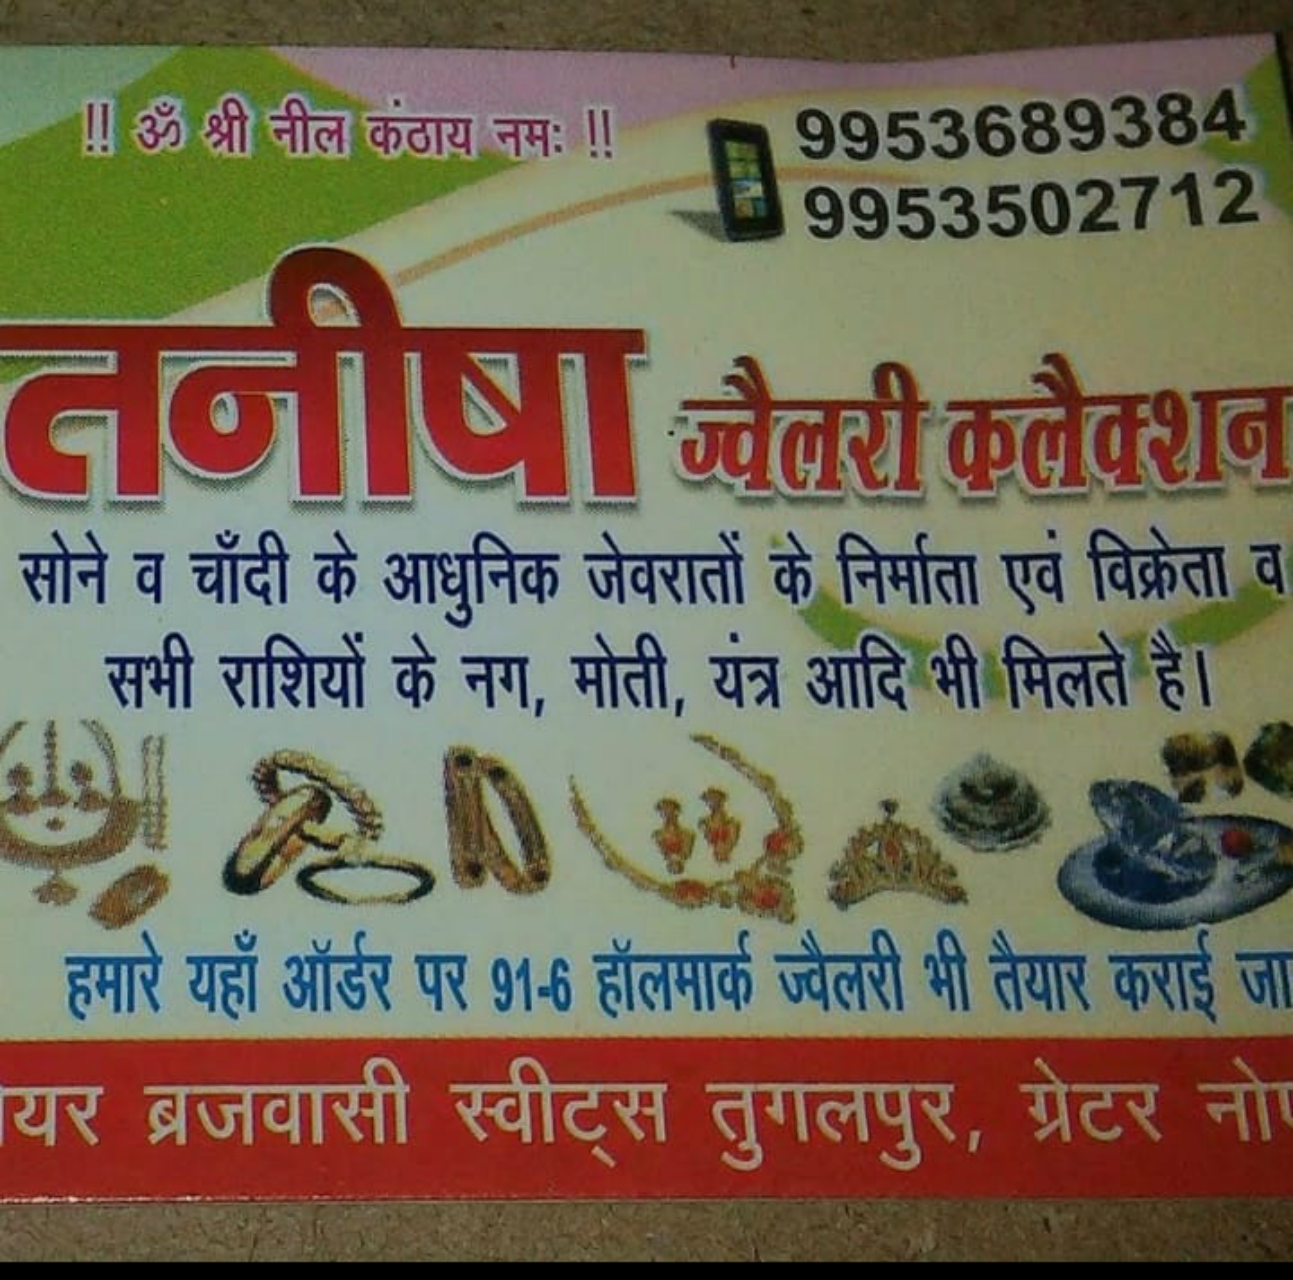 !! ॐ श्री नील कंठाय नमः !!
9953689384
9953502712
तनीषा ज्वैलरी कलैक्शन
सोने व चाँदी के आधुनिक जेवरातों के निर्माता एवं विक्रेता व
सभी राशियों के नग, मोती, यंत्र आदि भी मिलते है।
हमारे यहाँ ऑर्डर पर 91-6 हॉलमार्क ज्वैलरी भी तैयार कराई जा
ब्रजवासी स्वीट्स तुगलपुर, ग्रेटर